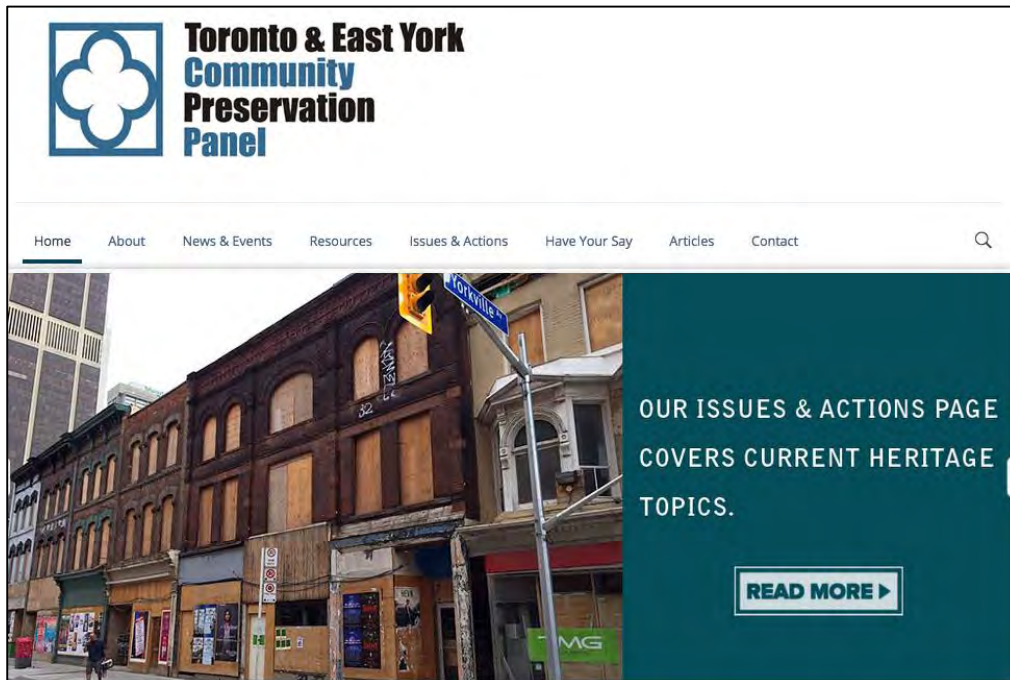 Toronto & East York
Community
Preservation
Panel
Home About News & Events Resources Issues & Actions Have Your Say Articles Contact
Yorkville Av
32
OUR ISSUES & ACTIONS PAGE
COVERS CURRENT HERITAGE
TOPICS.
READ MORE
TMG